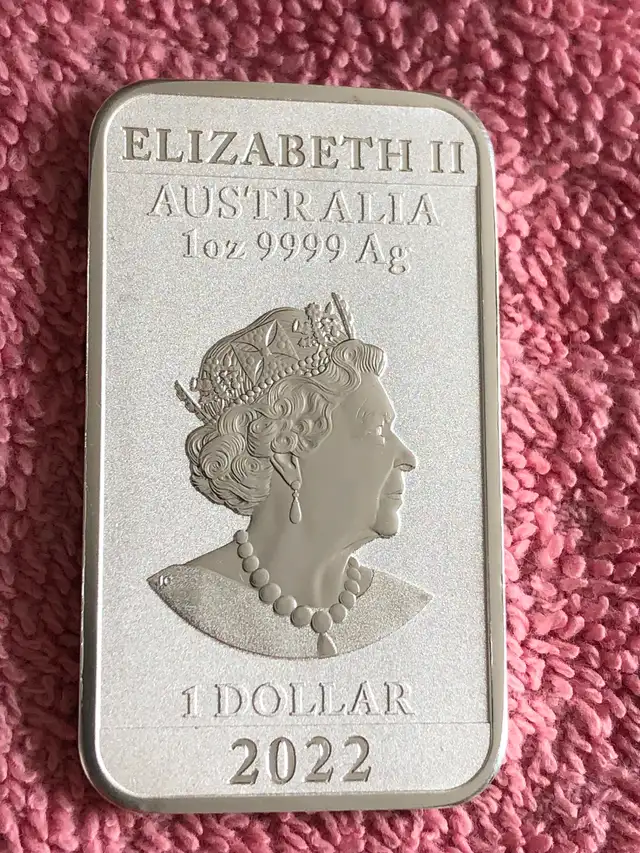 ELIZABETH II
AUSTRALIA
1oz 9999 Ag
1 DOLLAR
2022